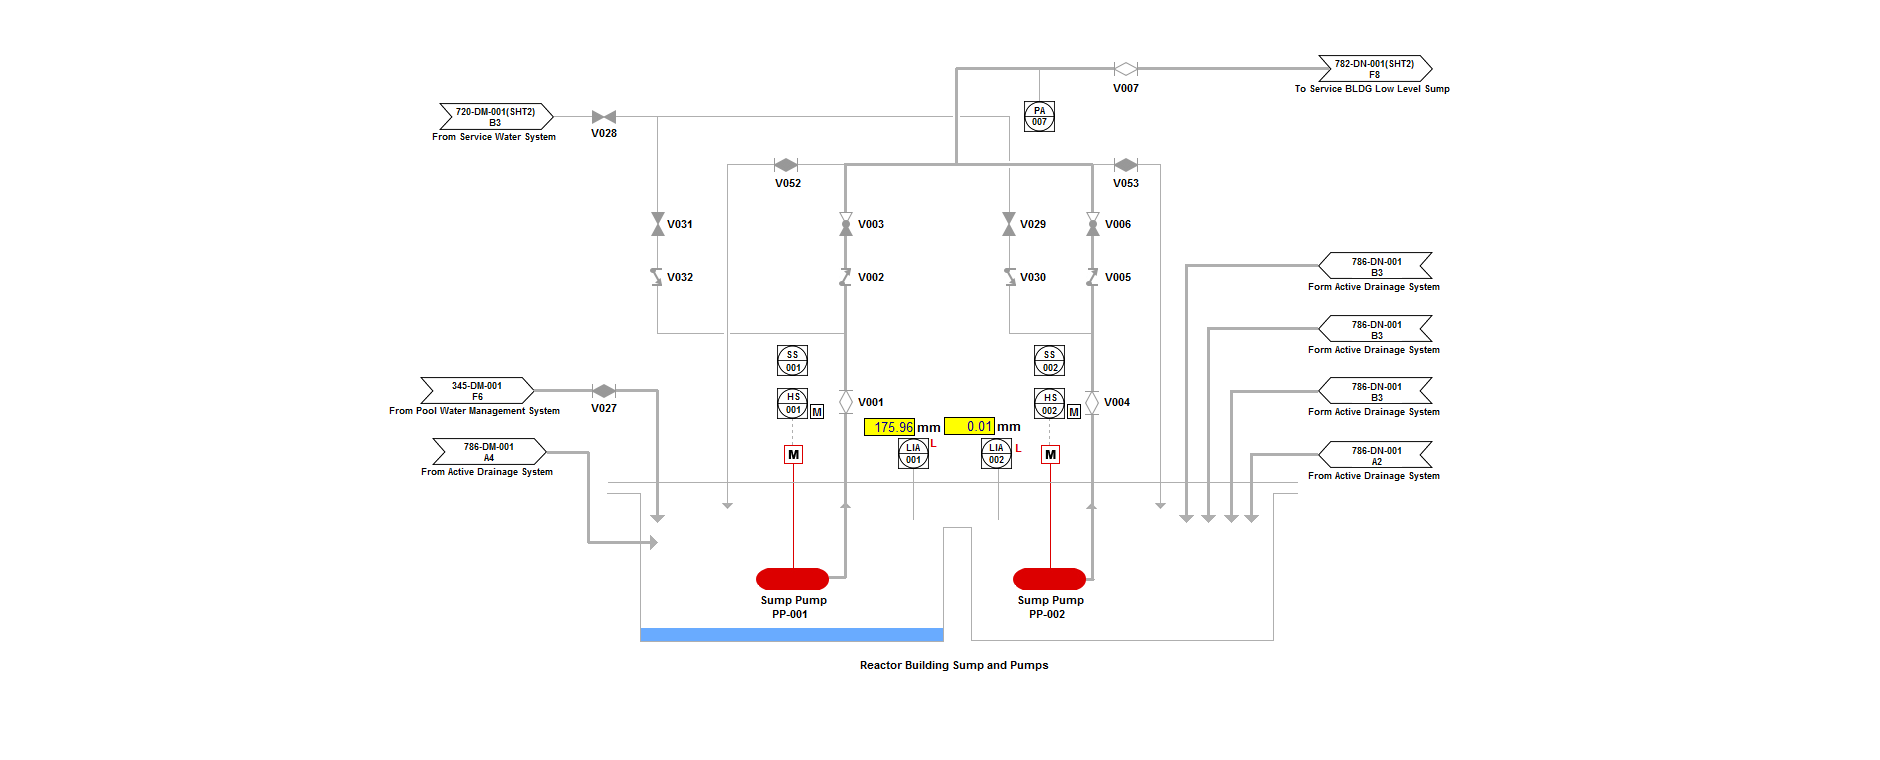 782-DN-001(SHT2)
F8
To Service BLDG Low Level Sump
V007
720-DM-001(SHT2)
B3
From Service Water System
V028
PA
007
V052
V053
V031
V003
V029
V006
V032
V002
V030
V005
786-DN-001
B3
Form Active Drainage System
786-DN-001
B3
Form Active Drainage System
SS
001
SS
002
345-DM-001
F6
From Pool Water Management System
V027
HS
001
M
V001
HS
002
M
V004
786-DN-001
B3
Form Active Drainage System
175.96 mm
0.01 mm
LIA
001
L
LIA
002
L
786-DM-001
A4
From Active Drainage System
M
M
786-DN-001
A2
From Active Drainage System
Sump Pump
PP-001
Sump Pump
PP-002
Reactor Building Sump and Pumps